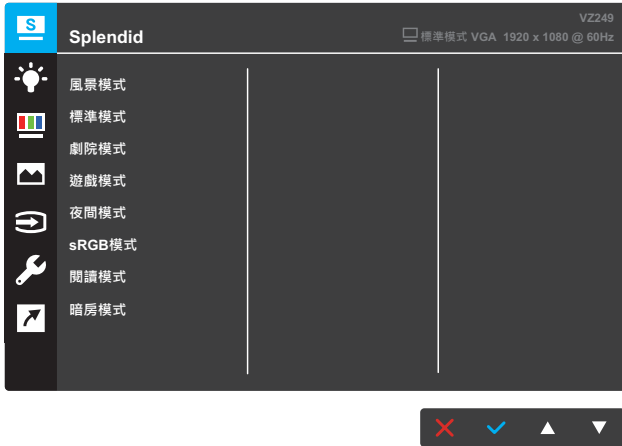 S
VZ249
Splendid
標準模式 VGA 1920 x 1080 @ 60Hz
風景模式
標準模式
劇院模式
遊戲模式
夜間模式
sRGB模式
閱讀模式
暗房模式